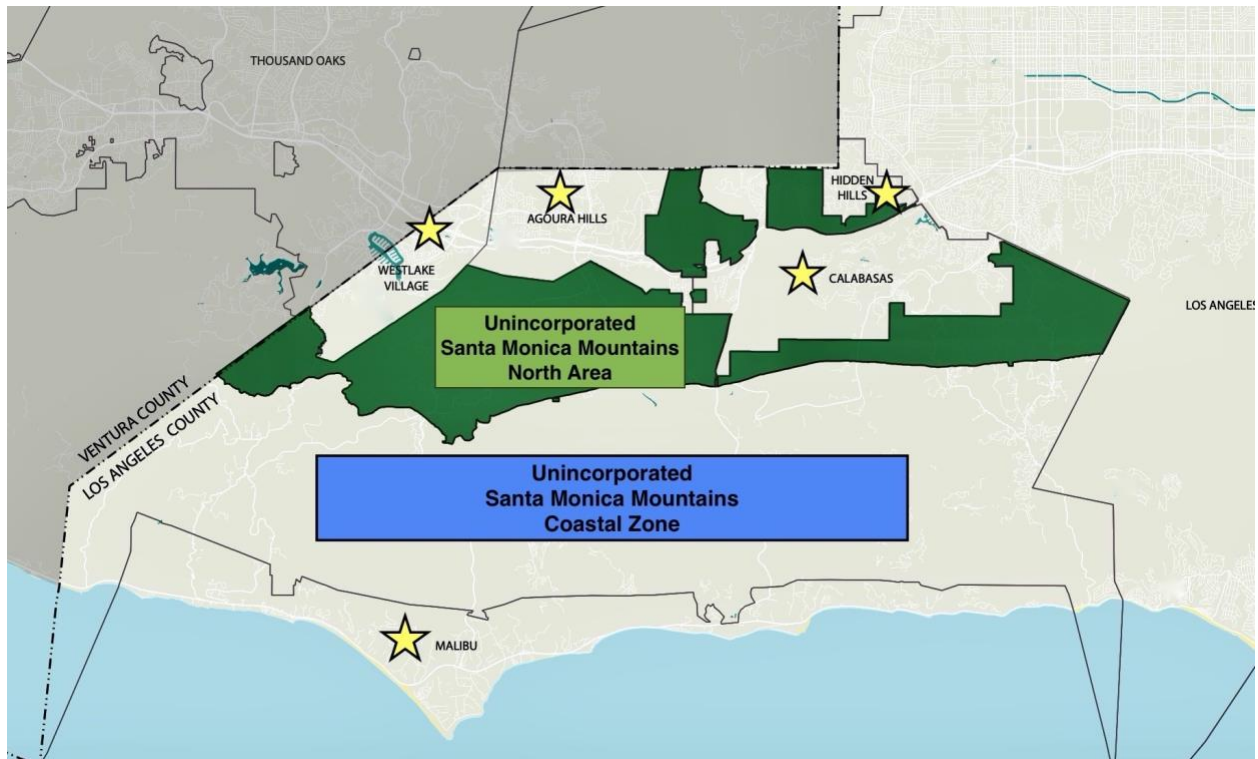 THOUSAND OAKS
HIDDEN
HILLS
AGOURA HILLS
WESTLAKE
VILLAGE
CALABASAS
LOS ANGELES
Unincorporated
Santa Monica Mountains
North Area
VENTURA COUNTY
LOS ANGELES COUNTY
Unincorporated
Santa Monica Mountains
Coastal Zone
MALIBU